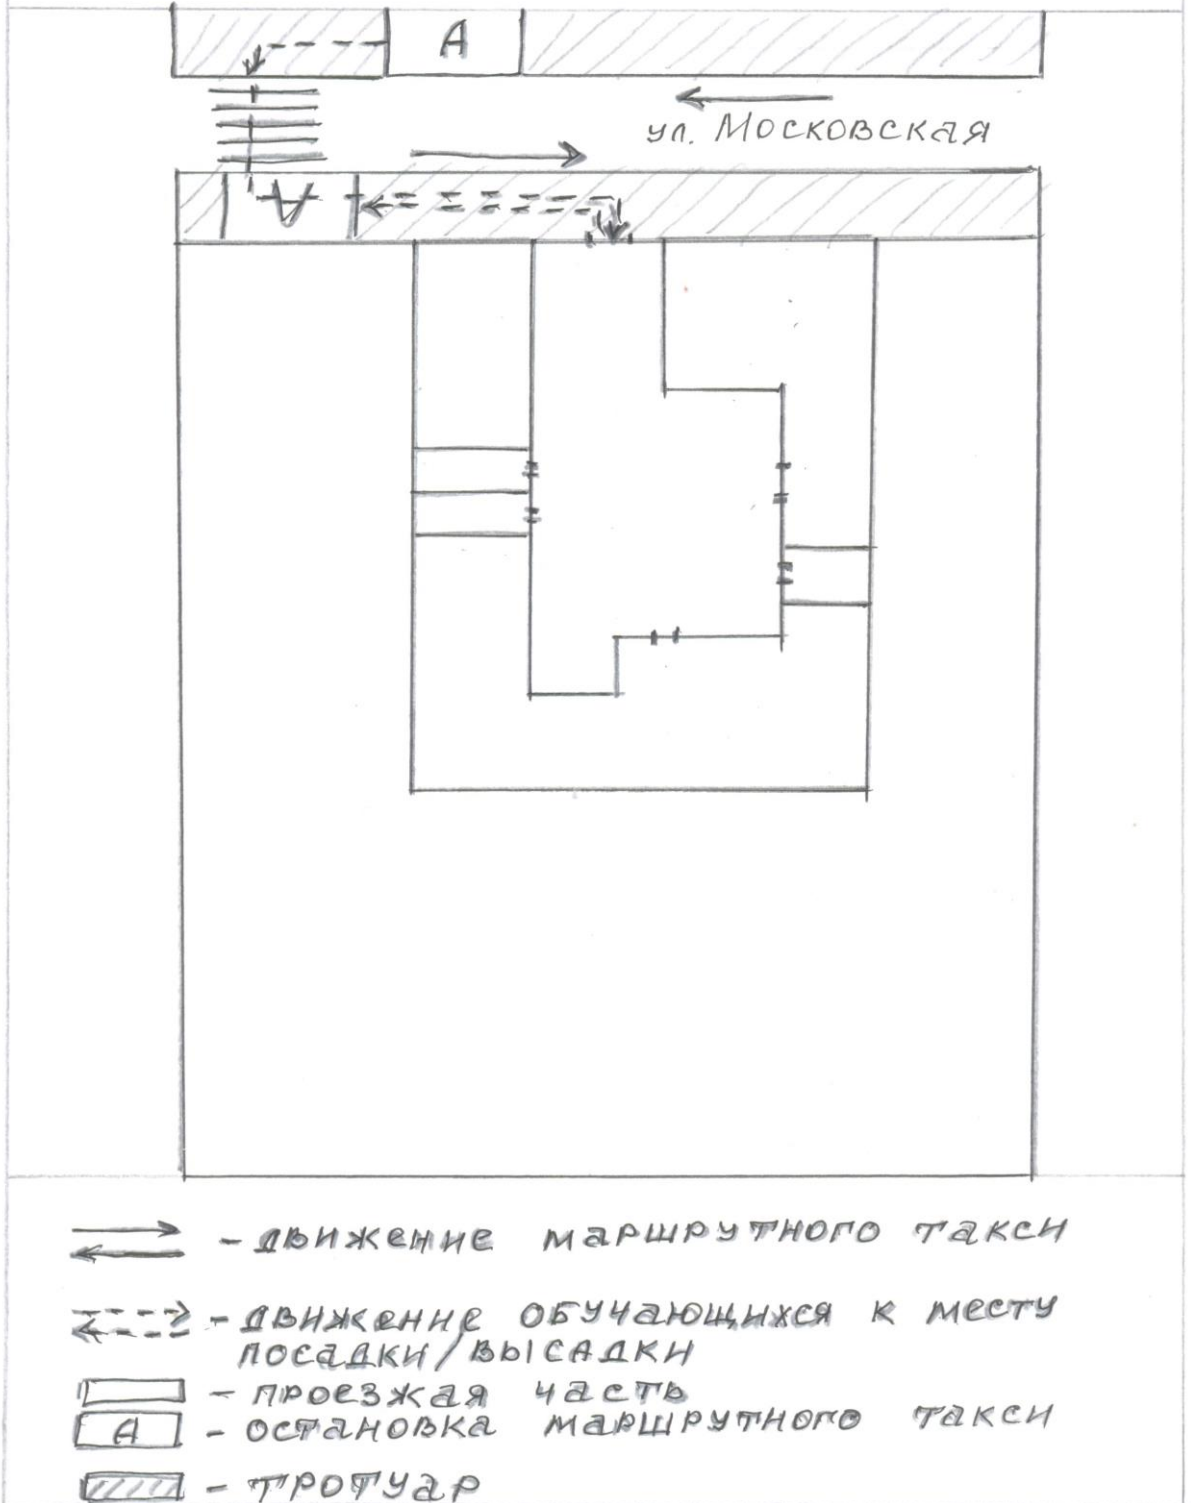 А
ул. Московская
А
- движение маршрутного такси
- движение обучающихся к месту
посадки/высадки
- проезжая часть
А - остановка маршрутного такси
- тротуар